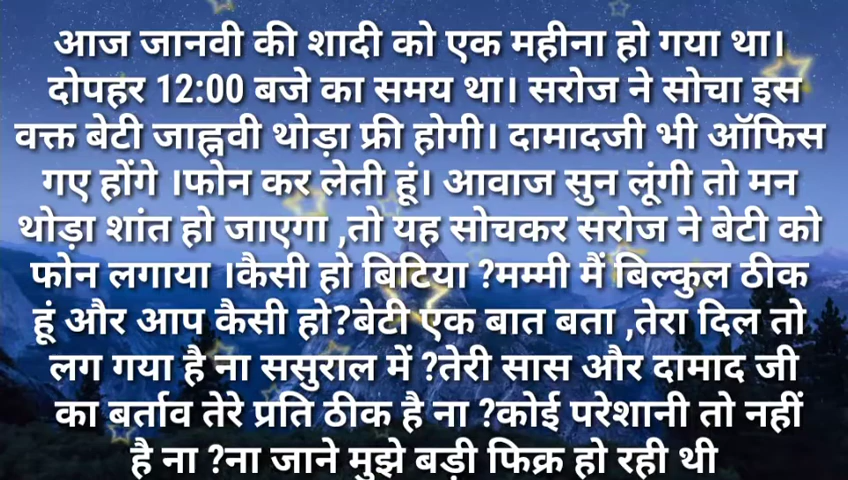 आज जानवी की शादी को एक महीना हो गया था।
दोपहर 12:00 बजे का समय था। सरोज ने सोचा इस
वक्त बेटी जाह्नवी थोड़ा फ्री होगी। दामादजी भी ऑफिस
गए होंगे ।फोन कर लेती हूं। आवाज सुन लूंगी तो मन
थोड़ा शांत हो जाएगा ,तो यह सोचकर सरोज ने बेटी को
फोन लगाया ।कैसी हो बिटिया ?मम्मी मैं बिल्कुल ठीक
हूं और आप कैसी हो?बेटी एक बात बता ,तेरा दिल तो
लग गया है ना ससुराल में ?तेरी सास और दामाद जी
का बर्ताव तेरे प्रति ठीक है ना ?कोई परेशानी तो नहीं
है ना ?ना जाने मुझे बड़ी फिक्र हो रही थी